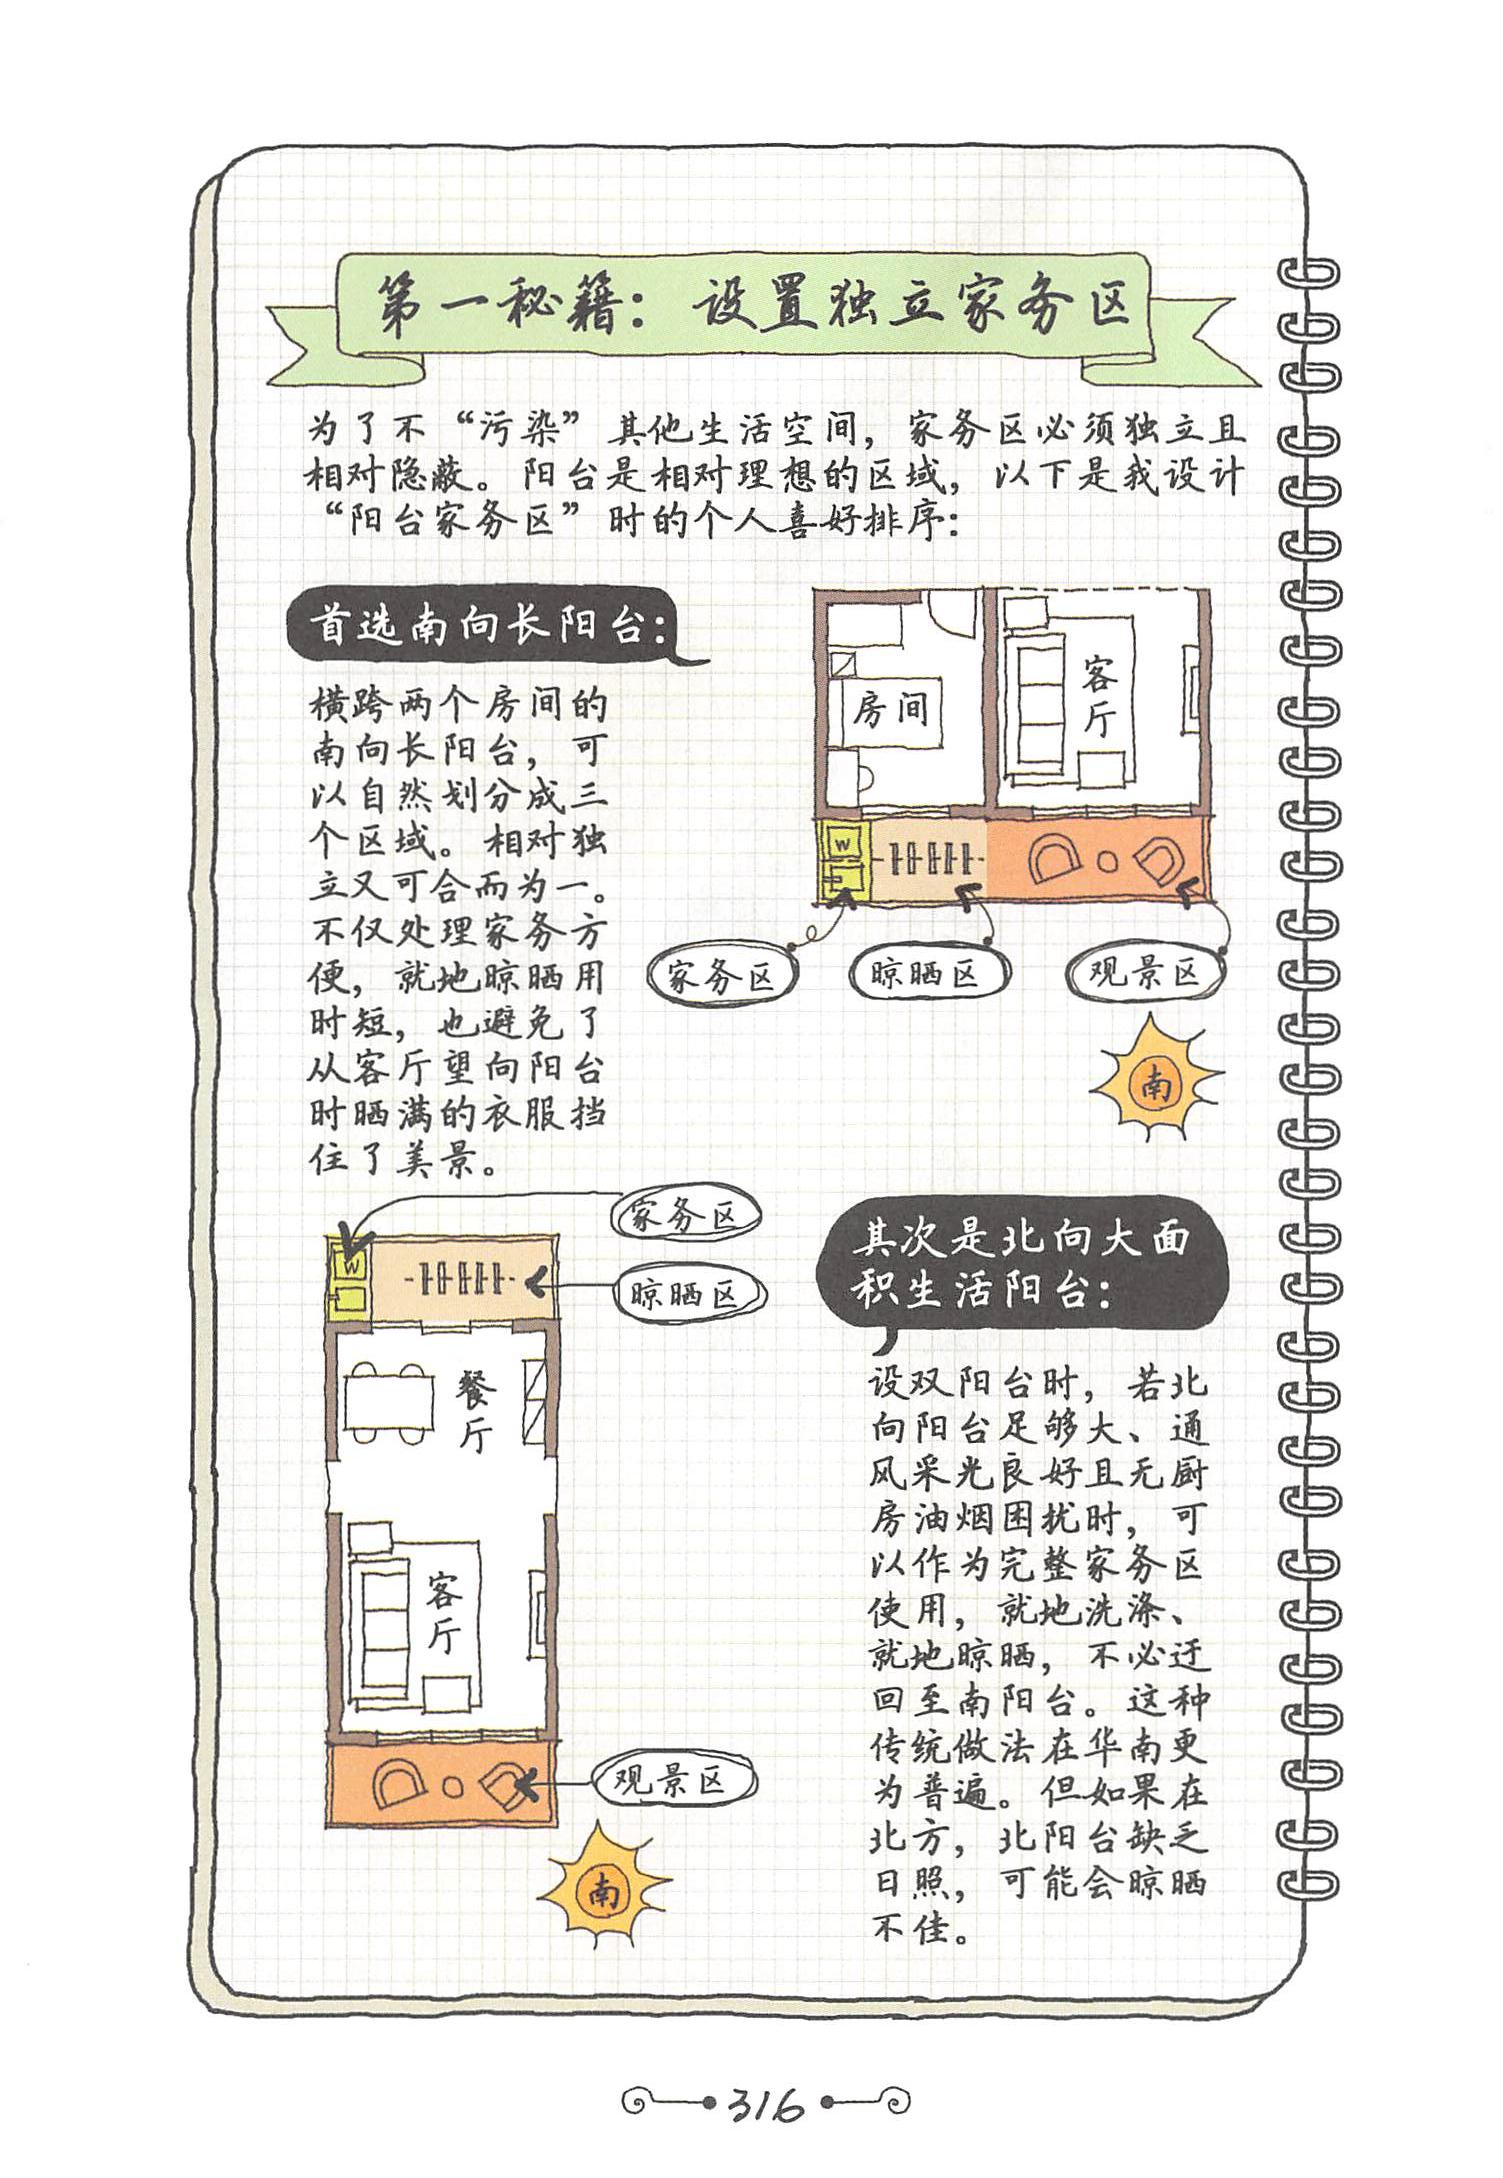 第一秘籍：设置独立家务区
为了不“污染”其他生活空间，家务区必须独立且
相对隐蔽。阳台是相对理想的区域，以下是我设计
“阳台家务区”时的个人喜好排序：
首选南向长阳台：
横跨两个房间的
南向长阳台，可
以自然划分成三
个区域。相对独
立又可合而为一。
不仅处理家务方
便，就地晾晒用
时短，也避免了
从客厅望向阳台
时晒满的衣服挡
住了美景。
房间
客厅
W
家务区
晾晒区
观景区
南
家务区
晾晒区
W
餐厅
客厅
观景区
南
其次是北向大面
积生活阳台：
设双阳台时，若北
向阳台足够大、通
风采光良好且无厨
房油烟困扰时，可
以作为完整家务区
使用，就地洗涤、
就地晾晒，不必迂
回至南阳台。这种
传统做法在华南更
为普遍。但如果在
北方，北阳台缺乏
日照，可能会晾晒
不佳。
316